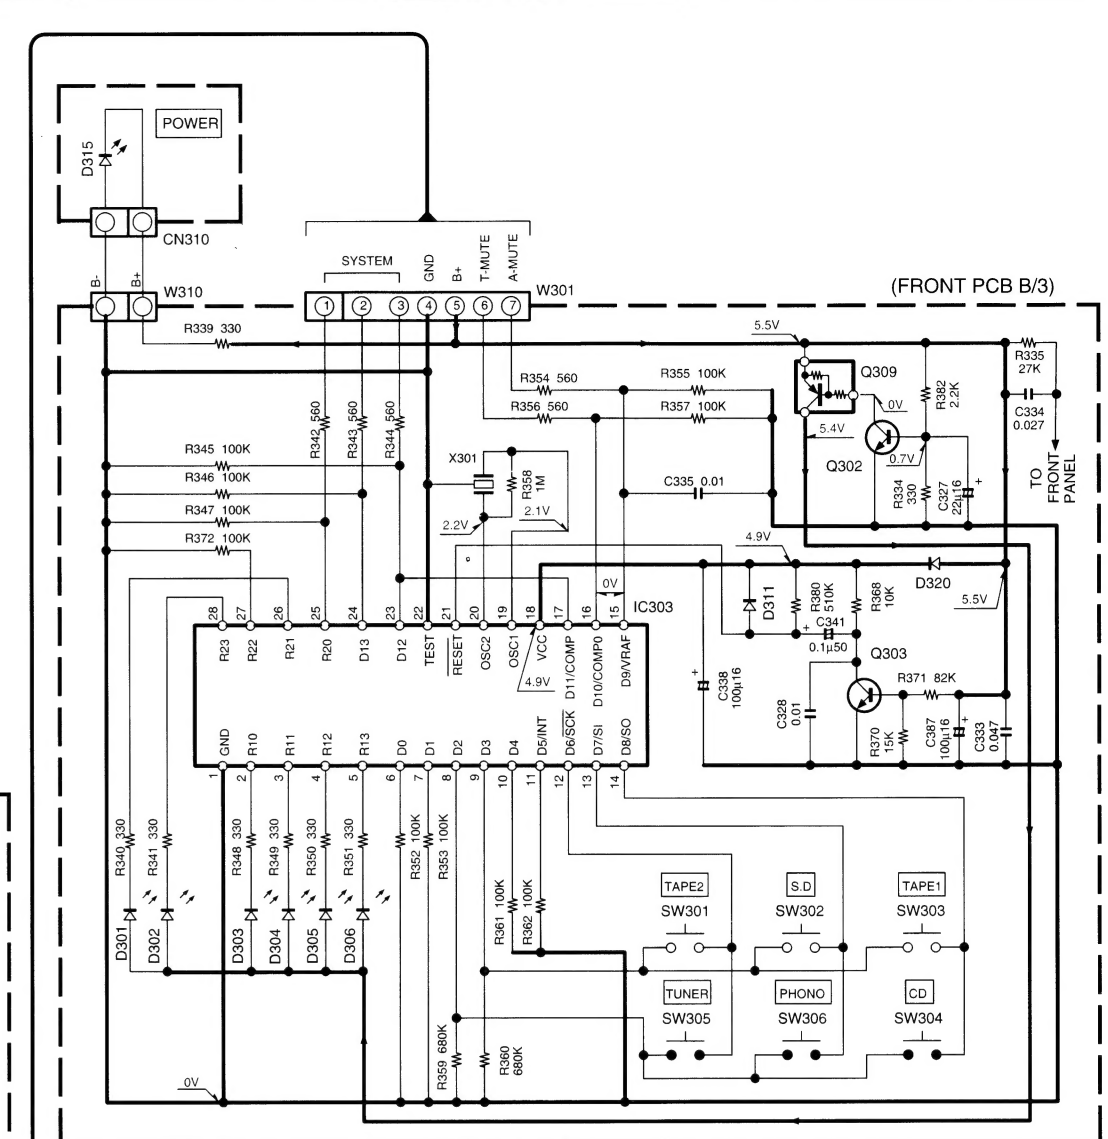 POWER
D315
CN310
B-
B+
W310
SYSTEM
GND
B+
T-MUTE
A-MUTE
W301
(FRONT PCB B/3)
1 2 3 4 5 6 7
R339 330
5.5V
R335
27K
R354 560
R355 100K
Q309
R382
2.2K
C334
0.027
R356 560
R357 100K
0V
R342 560
R343 560
R344 560
5.4V
Q302
0.7V
TO
FRONT
PANEL
R345 100K
X301
R346 100K
R358
1M
C335 0.01
R334
330
C327
22µ16
+
R347 100K
2.2V
2.1V
R372 100K
4.9V
D320
5.5V
0V
D311
R380
510K
R368
10K
IC303
28 27 26 25 24 23 22 21 20 19 18 17 16 15
+
C341
0.1µ50
R23
R22
R21
R20
D13
D12
TEST
RESET
OSC2
OSC1
VCC
D11/COMP
D10/COMP0
D9/VRAF
4.9V
Q303
+
C338
100µ16
R371 82K
C328
0.01
R370
15K
C387
100µ16
+
C333
0.047
GND
R10
R11
R12
R13
D0
D1
D2
D3
D4
D5/INT
D6/SCK
D7/SI
D8/SO
1 2 3 4 5 6 7 8 9 10 11 12 13 14
R340 330
R341 330
R348 330
R349 330
R350 330
R351 330
R352 100K
R353 100K
R361 100K
R362 100K
TAPE2
SW301
S.D
SW302
TAPE1
SW303
D301
D302
D303
D304
D305
D306
TUNER
SW305
PHONO
SW306
CD
SW304
R359 680K
R360
680K
0V